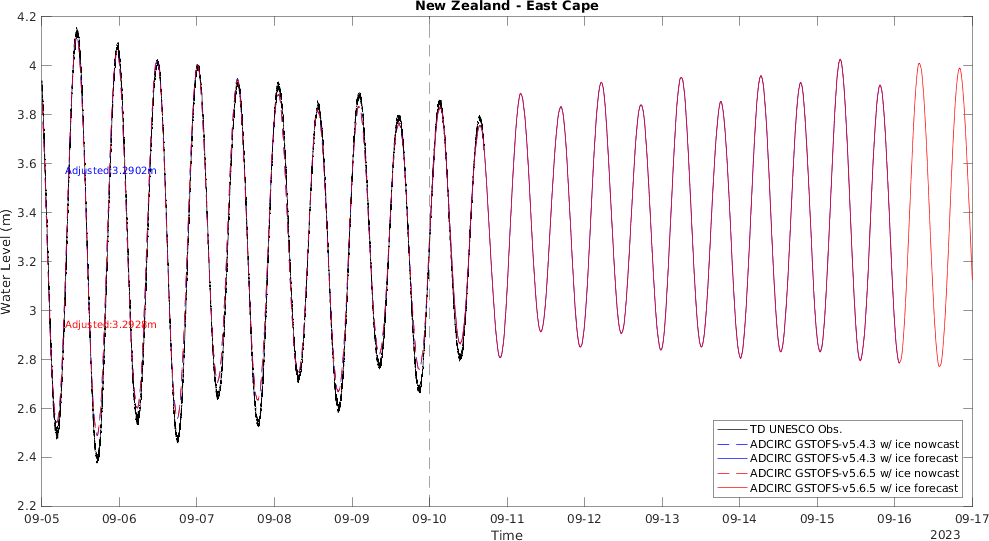 New Zealand - East Cape
4.2
4
3.8
3.6
3.4
3.2
3
2.8
2.6
2.4
2.2
Water Level (m)
Adjusted:3.2902m
Adjusted:3.2928m
TD UNESCO Obs.
ADCIRC GSTOFS-v5.4.3 w/ ice nowcast
ADCIRC GSTOFS-v5.4.3 w/ ice forecast
ADCIRC GSTOFS-v5.6.5 w/ ice nowcast
ADCIRC GSTOFS-v5.6.5 w/ ice forecast
09-05 09-06 09-07 09-08 09-09 09-10 09-11 09-12 09-13 09-14 09-15 09-16 09-17
Time
2023